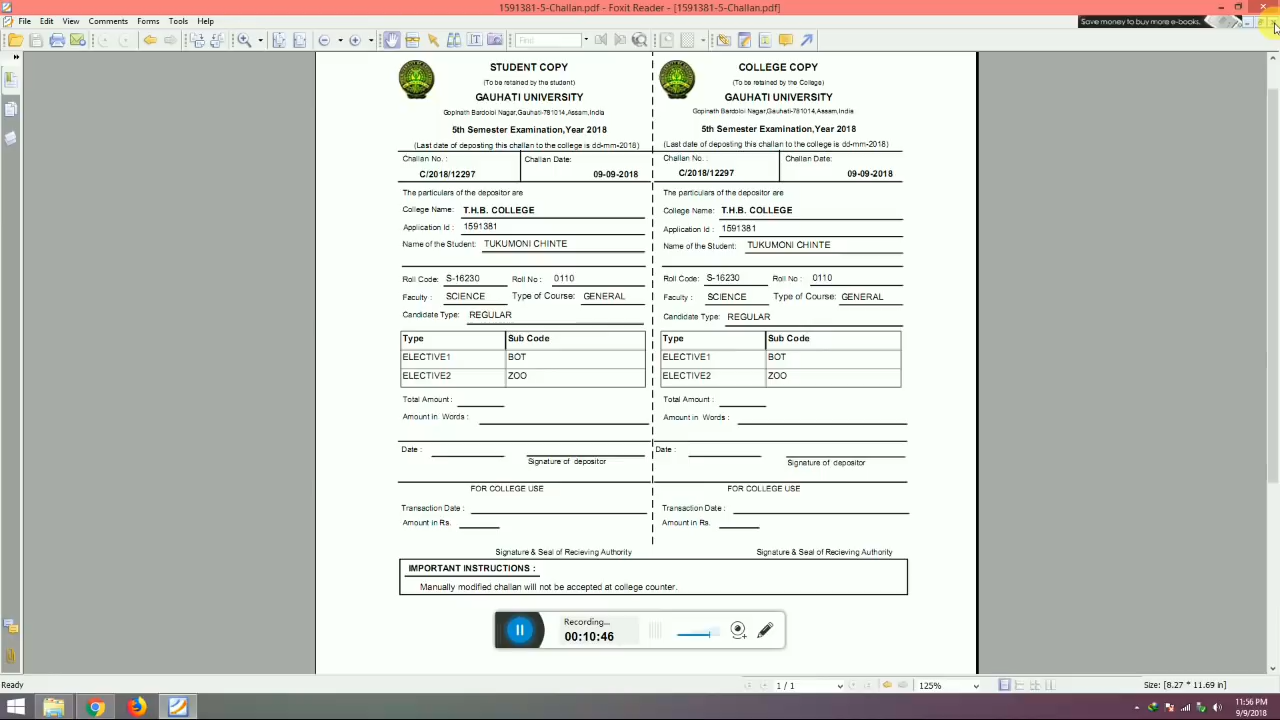 1591381-5-Challan.pdf - Foxit Reader - [1591381-5-Challan.pdf]
File Edit View Comments Forms Tools Help
Save money to buy more e-books.
Find
STUDENT COPY
(To be retained by the student)
GAUHATI UNIVERSITY
Gopinath Bardoloi Nagar,Gauhati-781014,Assam,India
5th Semester Examination,Year 2018
(Last date of deposting this challan to the college is dd-mm-2018)
Challan No. : Challan Date:
C/2018/12297 09-09-2018
The particulars of the depositor are
College Name: T.H.B. COLLEGE
Application Id : 1591381
Name of the Student: TUKUMONI CHINTE
Roll Code: S-16230 Roll No : 0110
Faculty : SCIENCE Type of Course: GENERAL
Candidate Type: REGULAR
Type Sub Code
ELECTIVE1 BOT
ELECTIVE2 ZOO
Total Amount :
Amount in Words :
Date :
Signature of depositor
FOR COLLEGE USE
Transaction Date :
Amount in Rs.
Signature & Seal of Recieving Authority
COLLEGE COPY
(To be retained by the College)
GAUHATI UNIVERSITY
Gopinath Bardoloi Nagar,Gauhati-781014,Assam,India
5th Semester Examination,Year 2018
(Last date of deposting this challan to the college is dd-mm-2018)
Challan No. : Challan Date:
C/2018/12297 09-09-2018
The particulars of the depositor are
College Name: T.H.B. COLLEGE
Application Id : 1591381
Name of the Student: TUKUMONI CHINTE
Roll Code: S-16230 Roll No : 0110
Faculty : SCIENCE Type of Course: GENERAL
Candidate Type: REGULAR
Type Sub Code
ELECTIVE1 BOT
ELECTIVE2 ZOO
Total Amount :
Amount in Words :
Date :
Signature of depositor
FOR COLLEGE USE
Transaction Date :
Amount in Rs.
Signature & Seal of Recieving Authority
IMPORTANT INSTRUCTIONS :
Manually modified challan will not be accepted at college counter.
Recording...
00:10:46
Ready 1 / 1 125% Size: [8.27 * 11.69 in]
11:56 PM
9/9/2018